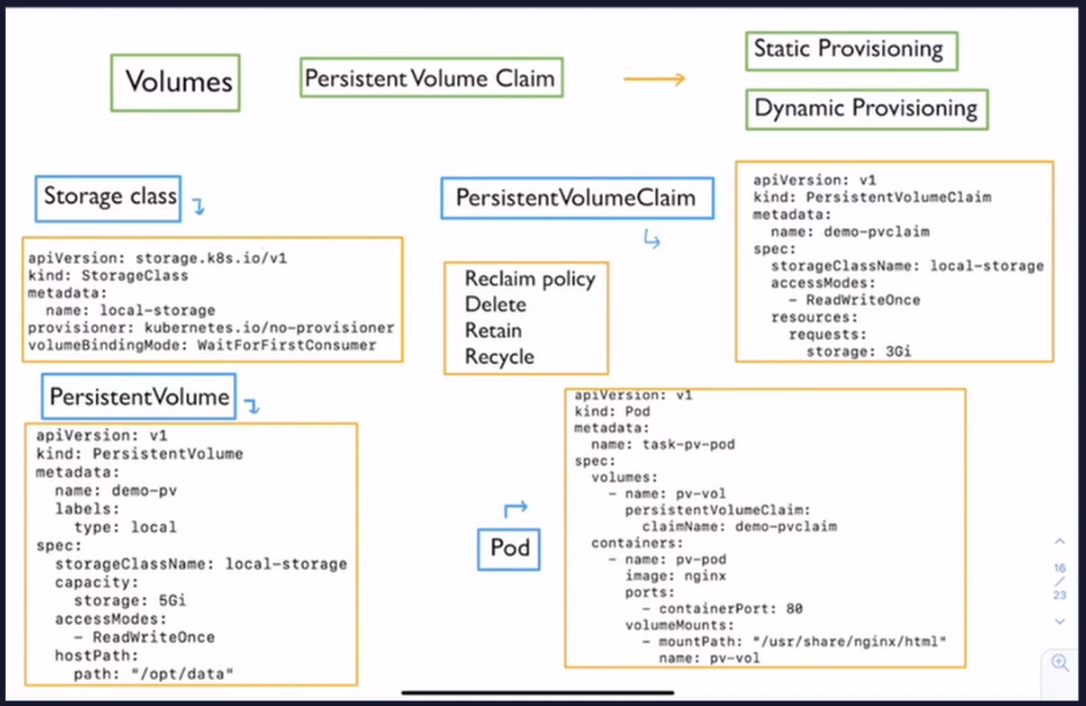 Volumes
Persistent Volume Claim
Static Provisioning
Dynamic Provisioning
Storage class
apiVersion: storage.k8s.io/v1
kind: StorageClass
metadata:
  name: local-storage
provisioner: kubernetes.io/no-provisioner
volumeBindingMode: WaitForFirstConsumer
PersistentVolumeClaim
Reclaim policy
Delete
Retain
Recycle
apiVersion: v1
kind: PersistentVolumeClaim
metadata:
  name: demo-pvclaim
spec:
  storageClassName: local-storage
  accessModes:
    - ReadWriteOnce
  resources:
    requests:
      storage: 3Gi
PersistentVolume
apiVersion: v1
kind: PersistentVolume
metadata:
  name: demo-pv
  labels:
    type: local
spec:
  storageClassName: local-storage
  capacity:
    storage: 5Gi
  accessModes:
    - ReadWriteOnce
  hostPath:
    path: "/opt/data"
Pod
apiVersion: v1
kind: Pod
metadata:
  name: task-pv-pod
spec:
  volumes:
    - name: pv-vol
      persistentVolumeClaim:
        claimName: demo-pvclaim
  containers:
    - name: pv-pod
      image: nginx
      ports:
        - containerPort: 80
      volumeMounts:
        - mountPath: "/usr/share/nginx/html"
          name: pv-vol
16
/
23